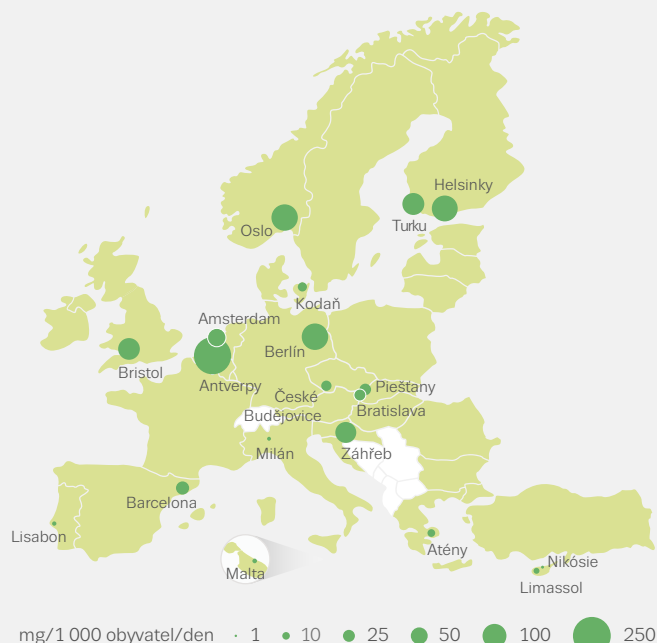 Helsinky
Oslo
Turku
Kodaň
Amsterdam
Berlín
Bristol
Antverpy
Piešťany
České
Budějovice
Bratislava
Milán
Záhřeb
Barcelona
Lisabon
Atény
Nikósie
Malta
Limassol
mg/1 000 obyvatel/den 1 10 25 50 100 250